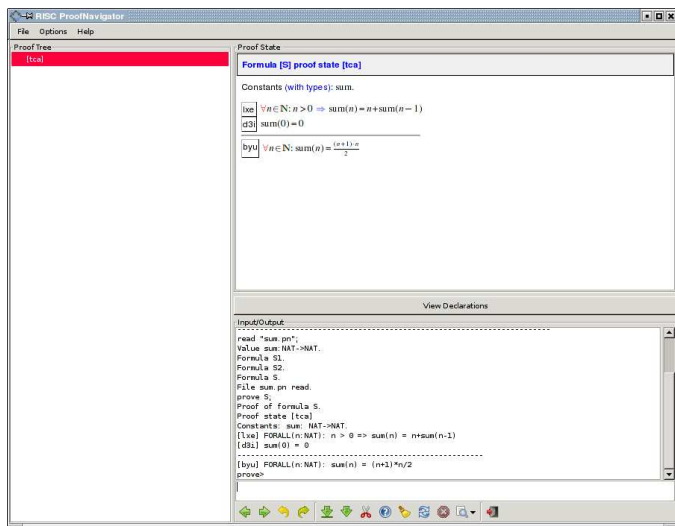 RISC ProofNavigator
File Options Help
Proof Tree
[tca]
Proof State
Formula [S] proof state [tca]
Constants (with types): sum.
lxe ∀n∈ℕ: n>0 ⇒ sum(n)=n+sum(n−1)
d3i sum(0)=0
byu ∀n∈ℕ: sum(n)=(n+1)·n/2
View Declarations
Input/Output
read "sum.pn";
Value sum:NAT->NAT.
Formula S1.
Formula S2.
Formula S.
File sum.pn read.
prove S;
Proof of formula S.
Proof state [tca]
Constants: sum: NAT->NAT.
[lxe] FORALL(n:NAT): n > 0 => sum(n) = n+sum(n-1)
[d3i] sum(0) = 0
[byu] FORALL(n:NAT): sum(n) = (n+1)*n/2
prove>